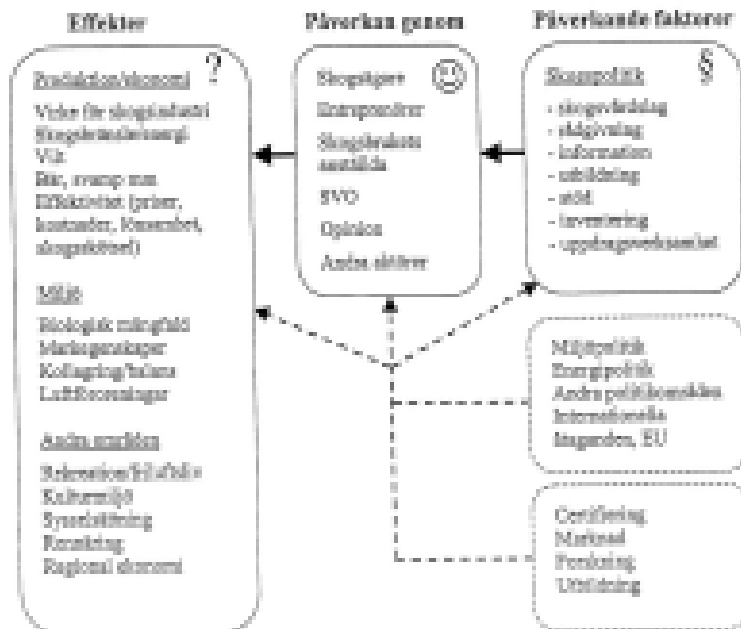 Effekter
Produktion/ekonomi ?
Virke för skogsindustri
Skogsbränsle/energi
Vilt
Bär, svamp mm
Effektivitet (priser,
kostnader, lönsamhet,
skogsskötsel)
Miljö
Biologisk mångfald
Markegenskaper
Kollagring/balans
Luftföroreningar
Andra områden
Rekreation/friluftsliv
Kulturmiljö
Sysselsättning
Rennäring
Regional ekonomi
Påverkan genom
Skogsägare
Entreprenörer
Skogsbrukets
anställda
SVO
Opinion
Andra aktörer
Påverkande faktorer
Skogspolitik §
- skogsvårdslag
- rådgivning
- information
- utbildning
- stöd
- inventering
- uppdragsverksamhet
Miljöpolitik
Energipolitik
Andra politikområden
Internationella
åtaganden, EU
Certifiering
Marknad
Forskning
Utbildning